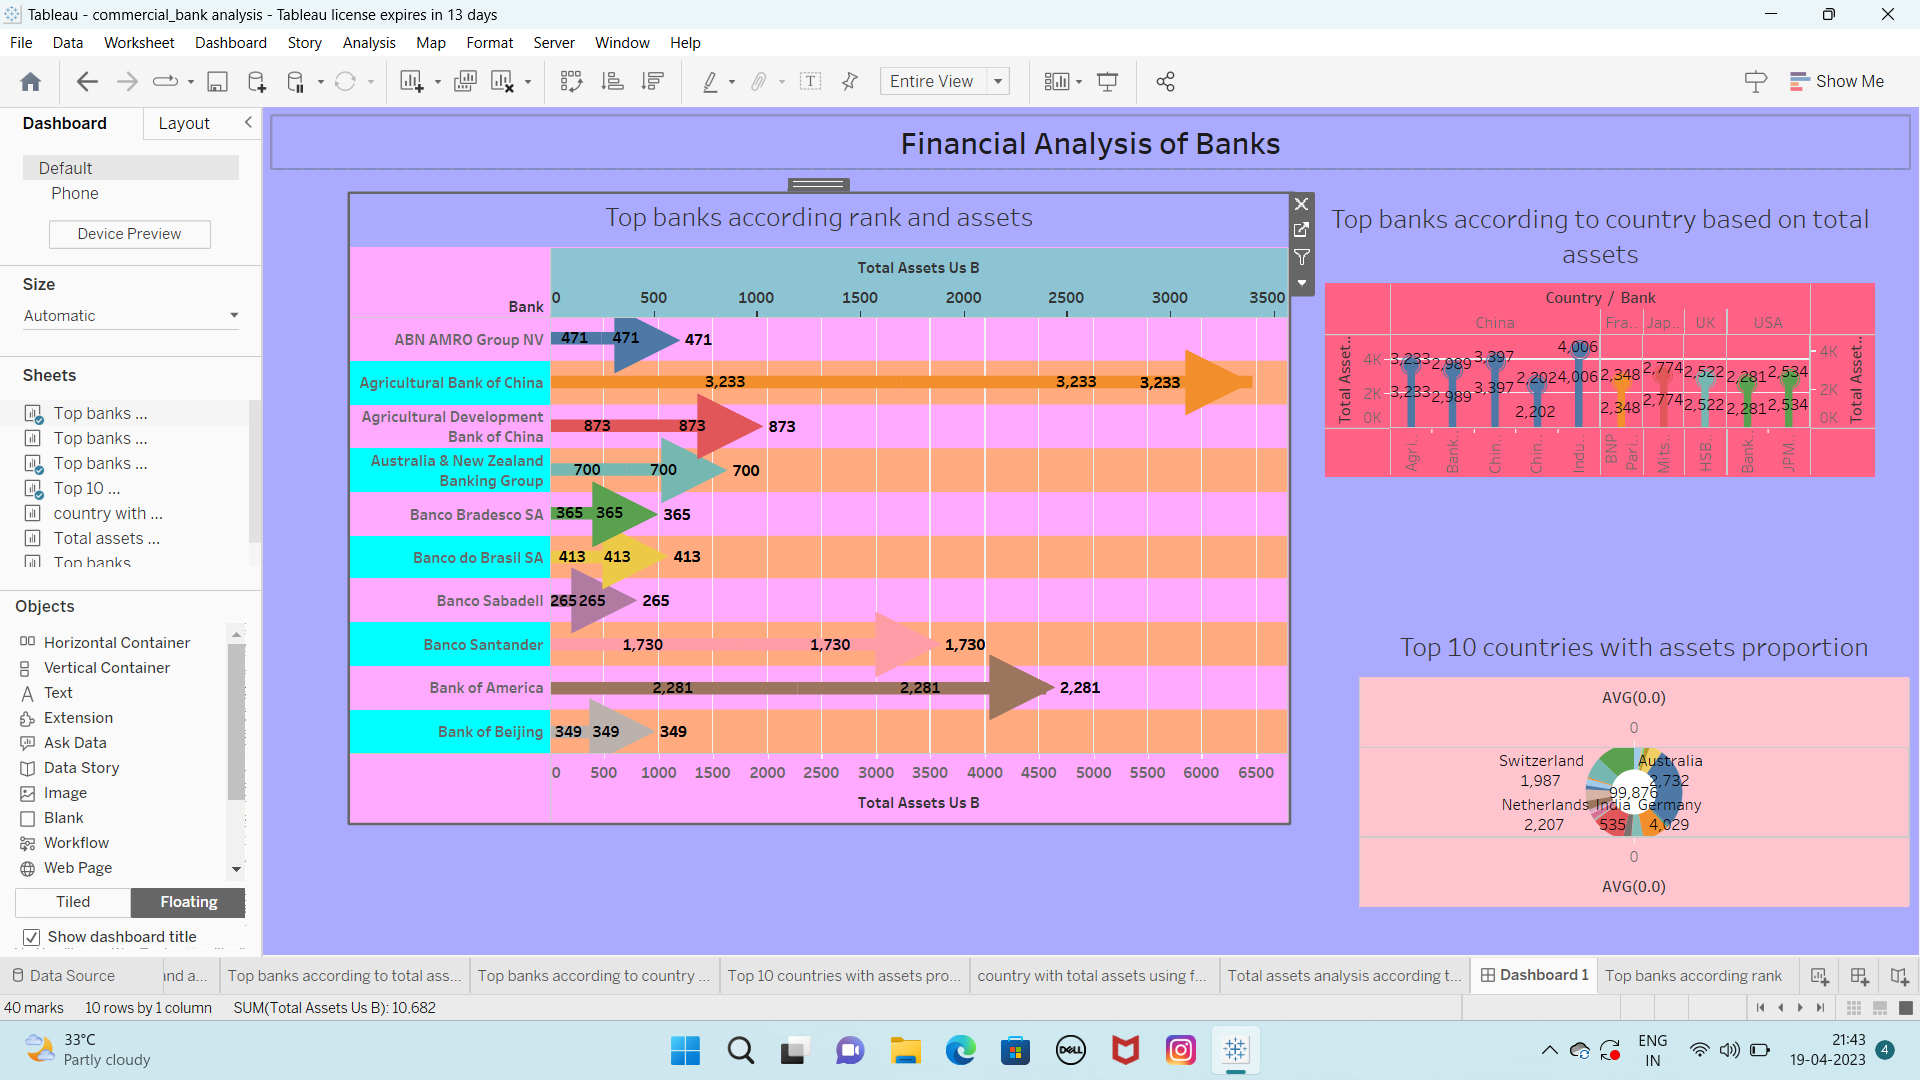 Tableau - commercial_bank analysis - Tableau license expires in 13 days
File Data Worksheet Dashboard Story Analysis Map Format Server Window Help
Entire View
Show Me
Dashboard Layout
Default
Phone
Device Preview
Size
Automatic
Sheets
Top banks ...
Top banks ...
Top banks ...
Top 10 ...
country with ...
Total assets ...
Top banks
Objects
Horizontal Container
Vertical Container
Text
Extension
Ask Data
Data Story
Image
Blank
Workflow
Web Page
Tiled Floating
Show dashboard title
Financial Analysis of Banks
Top banks according rank and assets
Total Assets Us B
Bank
0 500 1000 1500 2000 2500 3000 3500
ABN AMRO Group NV 471 471 471
Agricultural Bank of China 3,233 3,233 3,233
Agricultural Development
Bank of China 873 873 873
Australia & New Zealand
Banking Group 700 700 700
Banco Bradesco SA 365 365 365
Banco do Brasil SA 413 413 413
Banco Sabadell 265 265 265
Banco Santander 1,730 1,730 1,730
Bank of America 2,281 2,281 2,281
Bank of Beijing 349 349 349
0 500 1000 1500 2000 2500 3000 3500 4000 4500 5000 5500 6000 6500
Total Assets Us B
Top banks according to country based on total
assets
Country / Bank
China Fra.. Jap.. UK USA
Total Asset..
4K 2K 0K
3,233 2,989 3,397 2,202 4,006 2,348 2,774 2,522 2,281 2,534
3,233 2,989 3,397 2,202 4,006 2,348 2,774 2,522 2,281 2,534
4K 2K 0K
Total Asset..
Agri.. Bank.. Chin.. Chin.. Indu.. BNP Pari.. Mits.. HSB.. Bank.. JPM..
Top 10 countries with assets proportion
AVG(0.0)
0
Switzerland Australia
1,987 2,732
99,876
Netherlands India Germany
2,207 535 4,029
0
AVG(0.0)
Data Source nd a... Top banks according to total ass... Top banks according to country ... Top 10 countries with assets pro... country with total assets using f... Total assets analysis according t... Dashboard 1 Top banks according rank
40 marks 10 rows by 1 column SUM(Total Assets Us B): 10,682
33°C
Partly cloudy
DELL
ENG
IN
21:43
19-04-2023
4